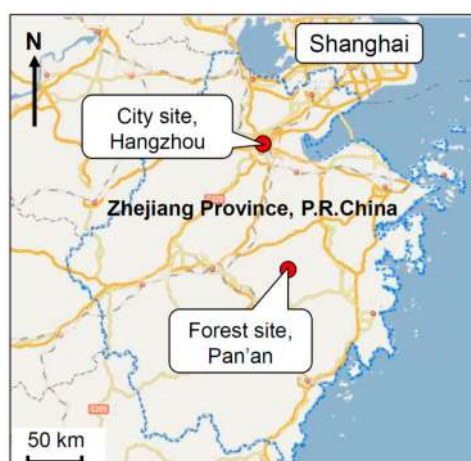 N
Shanghai
City site,
Hangzhou
Zhejiang Province, P.R.China
Forest site,
Pan'an
50 km